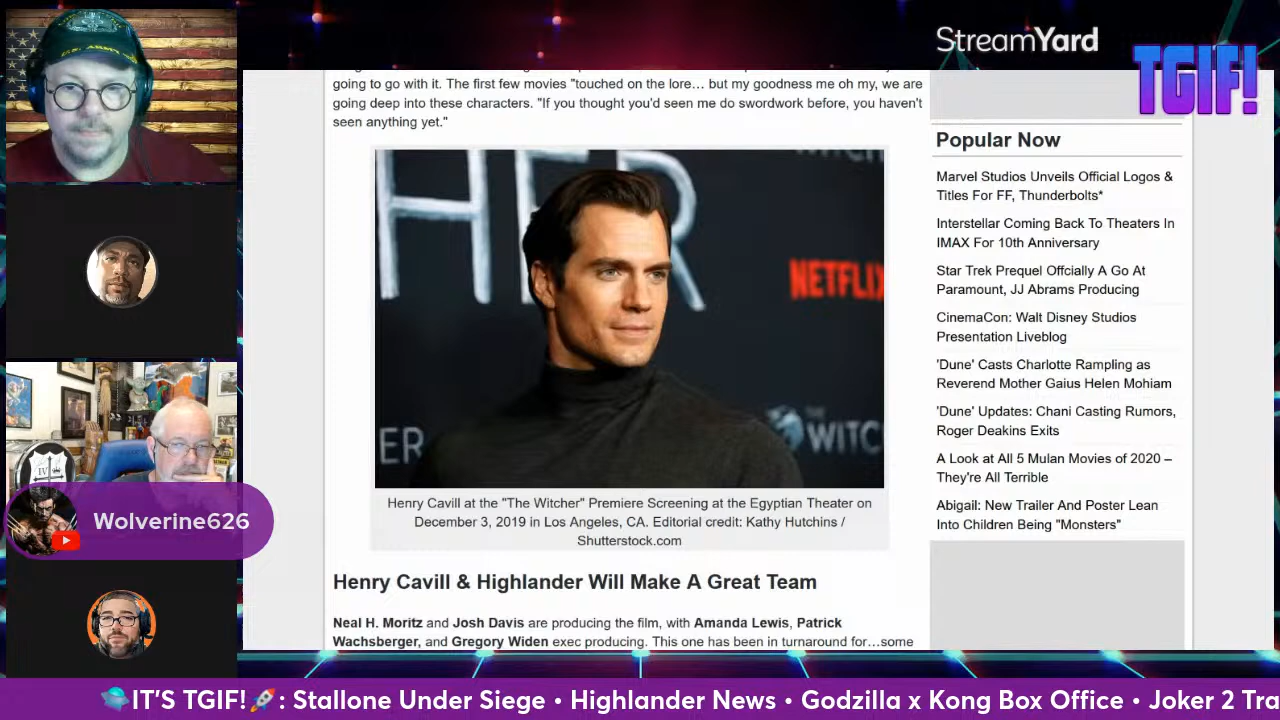 StreamYard
TGIF!
going to go with it. The first few movies "touched on the lore… but my goodness me oh my, we are
going deep into these characters. "If you thought you'd seen me do swordwork before, you haven't
seen anything yet."
HER
NETFLIX
ER
WITCH
Henry Cavill at the "The Witcher" Premiere Screening at the Egyptian Theater on
December 3, 2019 in Los Angeles, CA. Editorial credit: Kathy Hutchins /
Shutterstock.com
Henry Cavill & Highlander Will Make A Great Team
Neal H. Moritz and Josh Davis are producing the film, with Amanda Lewis, Patrick
Wachsberger, and Gregory Widen exec producing. This one has been in turnaround for…some
Popular Now
Marvel Studios Unveils Official Logos &
Titles For FF, Thunderbolts*
Interstellar Coming Back To Theaters In
IMAX For 10th Anniversary
Star Trek Prequel Offcially A Go At
Paramount, JJ Abrams Producing
CinemaCon: Walt Disney Studios
Presentation Liveblog
'Dune' Casts Charlotte Rampling as
Reverend Mother Gaius Helen Mohiam
'Dune' Updates: Chani Casting Rumors,
Roger Deakins Exits
A Look at All 5 Mulan Movies of 2020 –
They're All Terrible
Abigail: New Trailer And Poster Lean
Into Children Being "Monsters"
Wolverine626
IT'S TGIF! : Stallone Under Siege • Highlander News • Godzilla x Kong Box Office • Joker 2 Tra